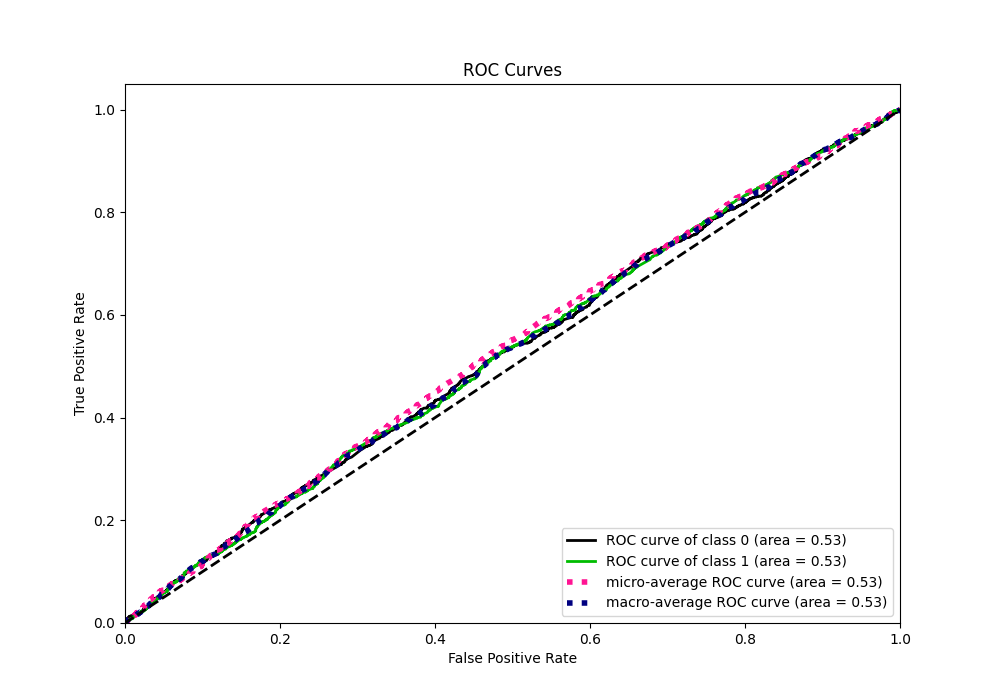 ROC Curves
True Positive Rate
1.0
0.8
0.6
0.4
0.2
0.0
0.0 0.2 0.4 0.6 0.8 1.0
False Positive Rate
ROC curve of class 0 (area = 0.53)
ROC curve of class 1 (area = 0.53)
micro-average ROC curve (area = 0.53)
macro-average ROC curve (area = 0.53)